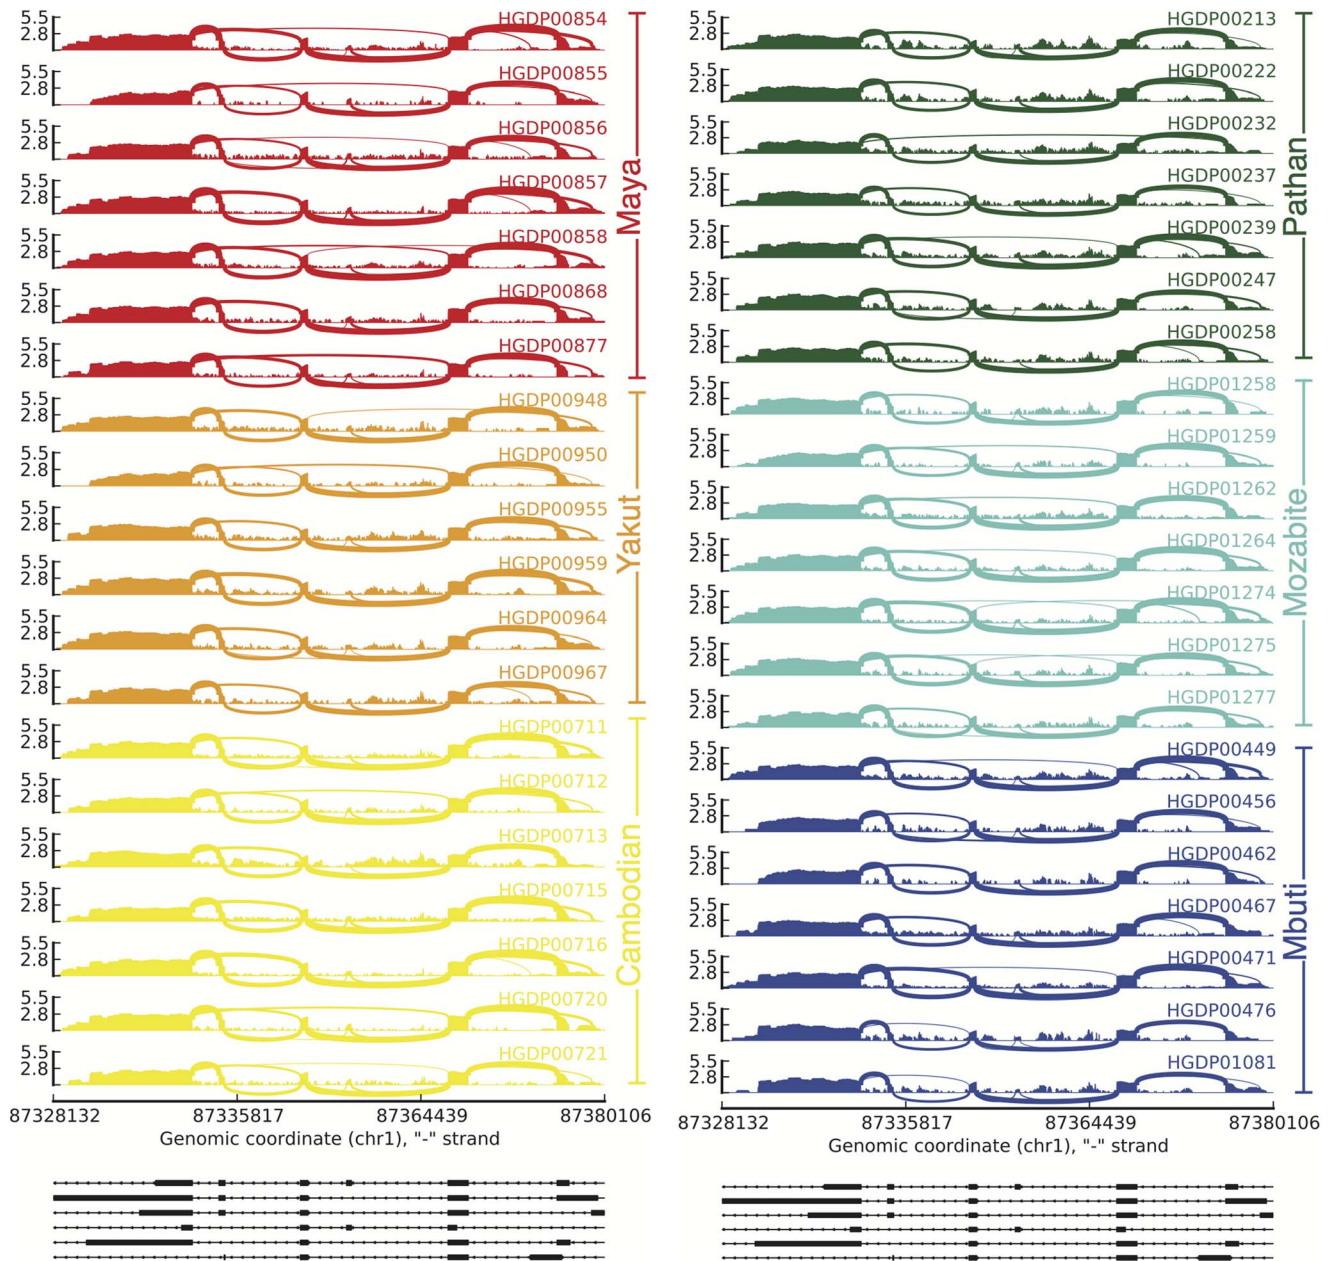 5.5
2.8
HGDP00854
5.5
2.8
HGDP00855
5.5
2.8
HGDP00856
5.5
2.8
HGDP00857
5.5
2.8
HGDP00858
5.5
2.8
HGDP00868
5.5
2.8
HGDP00877
Maya
5.5
2.8
HGDP00948
5.5
2.8
HGDP00950
5.5
2.8
HGDP00955
5.5
2.8
HGDP00959
5.5
2.8
HGDP00964
5.5
2.8
HGDP00967
Yakut
5.5
2.8
HGDP00711
5.5
2.8
HGDP00712
5.5
2.8
HGDP00713
5.5
2.8
HGDP00715
5.5
2.8
HGDP00716
5.5
2.8
HGDP00720
5.5
2.8
HGDP00721
Cambodian
87328132 87335817 87364439 87380106
Genomic coordinate (chr1), "-" strand
5.5
2.8
HGDP00213
5.5
2.8
HGDP00222
5.5
2.8
HGDP00232
5.5
2.8
HGDP00237
5.5
2.8
HGDP00239
5.5
2.8
HGDP00247
5.5
2.8
HGDP00258
Pathan
5.5
2.8
HGDP01258
5.5
2.8
HGDP01259
5.5
2.8
HGDP01262
5.5
2.8
HGDP01264
5.5
2.8
HGDP01274
5.5
2.8
HGDP01275
5.5
2.8
HGDP01277
Mozabite
5.5
2.8
HGDP00449
5.5
2.8
HGDP00456
5.5
2.8
HGDP00462
5.5
2.8
HGDP00467
5.5
2.8
HGDP00471
5.5
2.8
HGDP00476
5.5
2.8
HGDP01081
Mbuti
87328132 87335817 87364439 87380106
Genomic coordinate (chr1), "-" strand